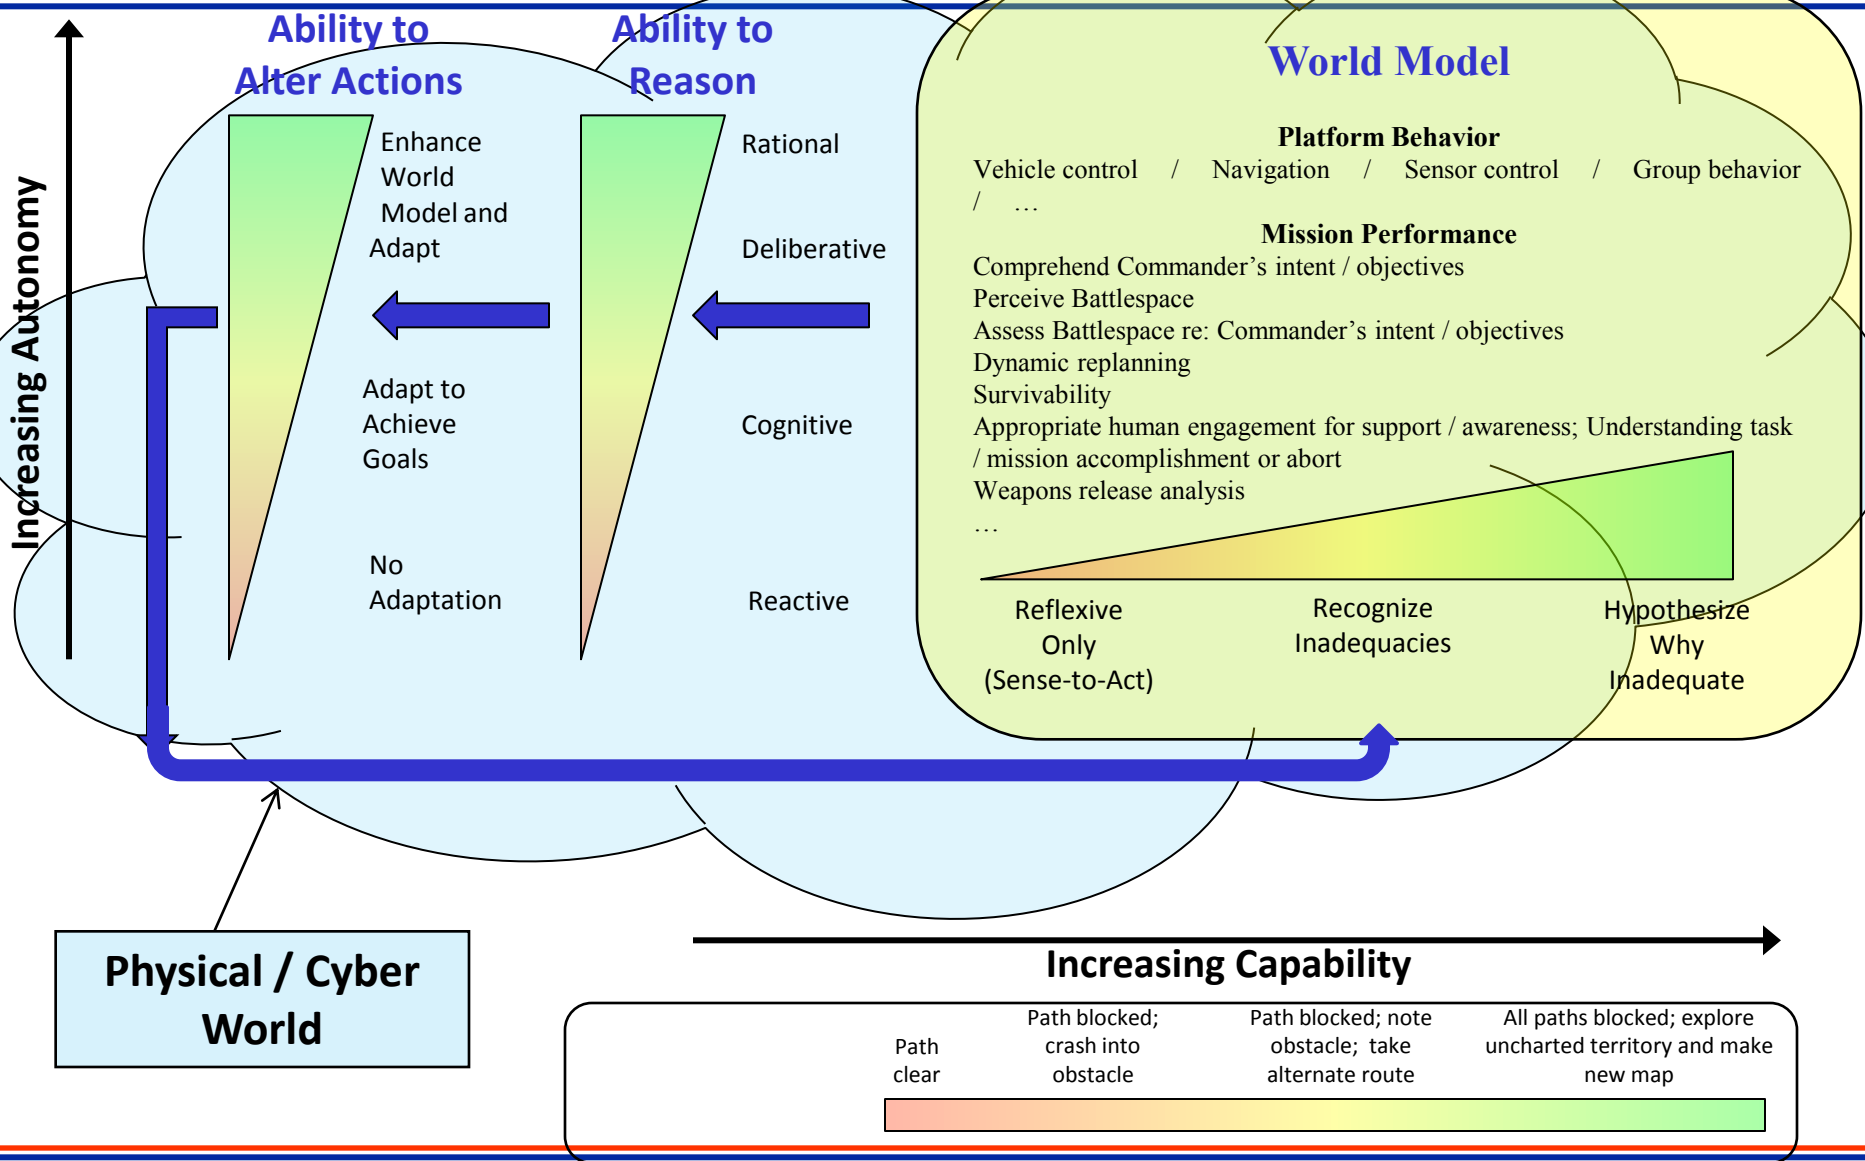 Increasing Autonomy
Ability to
Alter Actions
Enhance
World
Model and
Adapt
Adapt to
Achieve
Goals
No
Adaptation
Ability to
Reason
Rational
Deliberative
Cognitive
Reactive
World Model
Platform Behavior
Vehicle control / Navigation / Sensor control / Group behavior
/ …
Mission Performance
Comprehend Commander’s intent / objectives
Perceive Battlespace
Assess Battlespace re: Commander’s intent / objectives
Dynamic replanning
Survivability
Appropriate human engagement for support / awareness; Understanding task
/ mission accomplishment or abort
Weapons release analysis
…
Reflexive
Only
(Sense-to-Act)
Recognize
Inadequacies
Hypothesize
Why
Inadequate
Physical / Cyber
World
Increasing Capability
Path
clear
Path blocked;
crash into
obstacle
Path blocked; note
obstacle; take
alternate route
All paths blocked; explore
uncharted territory and make
new map